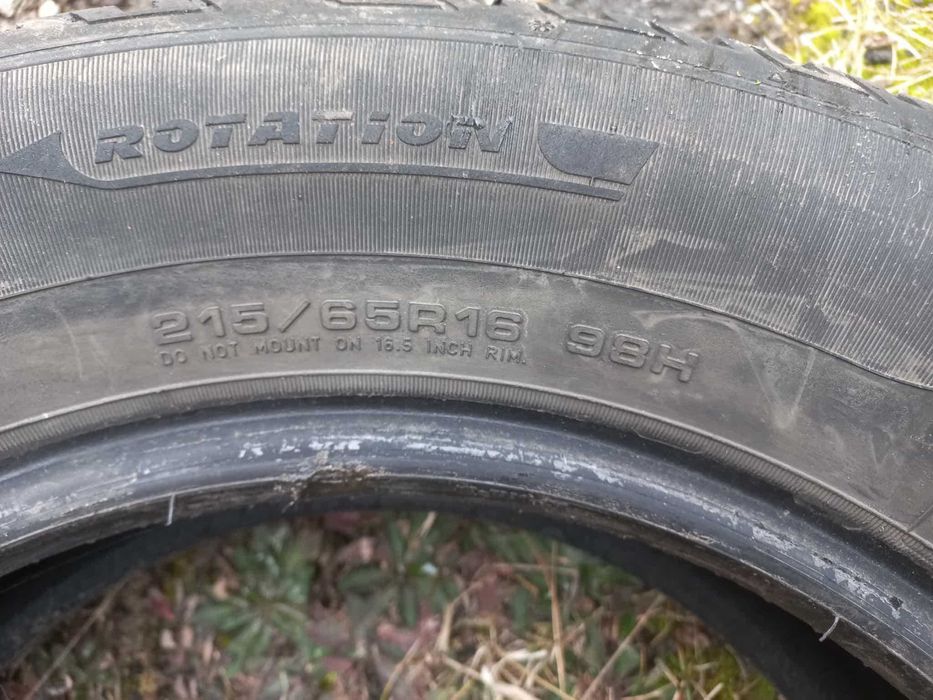 ROTATION
215/65R16 98H
DO NOT MOUNT ON 16.5 INCH RIM.